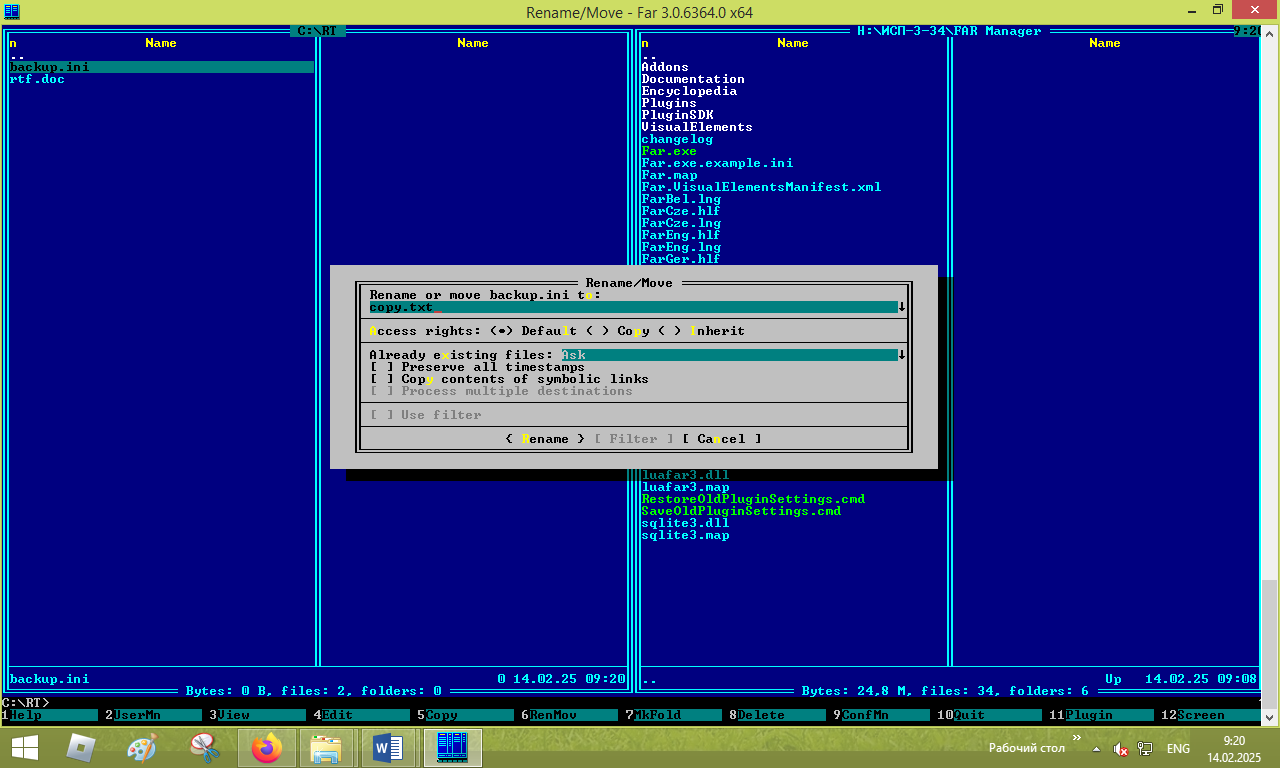 Rename/Move - Far 3.0.6364.0 x64
C:\RT
n Name Name
..
backup.ini
rtf.doc
backup.ini 0 14.02.25 09:20
Bytes: 0 B, files: 2, folders: 0
H:\ИСП-3-34\FAR Manager 9:20
n Name Name
..
Addons
Documentation
Encyclopedia
Plugins
PluginSDK
VisualElements
changelog
Far.exe
Far.exe.example.ini
Far.map
Far.VisualElementsManifest.xml
FarBel.lng
FarCze.hlf
FarCze.lng
FarEng.hlf
FarEng.lng
FarGer.hlf
luafar3.dll
luafar3.map
RestoreOldPluginSettings.cmd
SaveOldPluginSettings.cmd
sqlite3.dll
sqlite3.map
.. Up 14.02.25 09:08
Bytes: 24,8 M, files: 34, folders: 6
Rename/Move
Rename or move backup.ini to:
copy.txt
Access rights: (•) Default ( ) Copy ( ) Inherit
Already existing files: Ask
[ ] Preserve all timestamps
[ ] Copy contents of symbolic links
[ ] Process multiple destinations
[ ] Use filter
{ Rename } [ Filter ] [ Cancel ]
C:\RT>
1Help 2UserMn 3View 4Edit 5Copy 6RenMov 7MkFold 8Delete 9ConfMn 10Quit 11Plugin 12Screen
Рабочий стол » ENG 9:20
14.02.2025